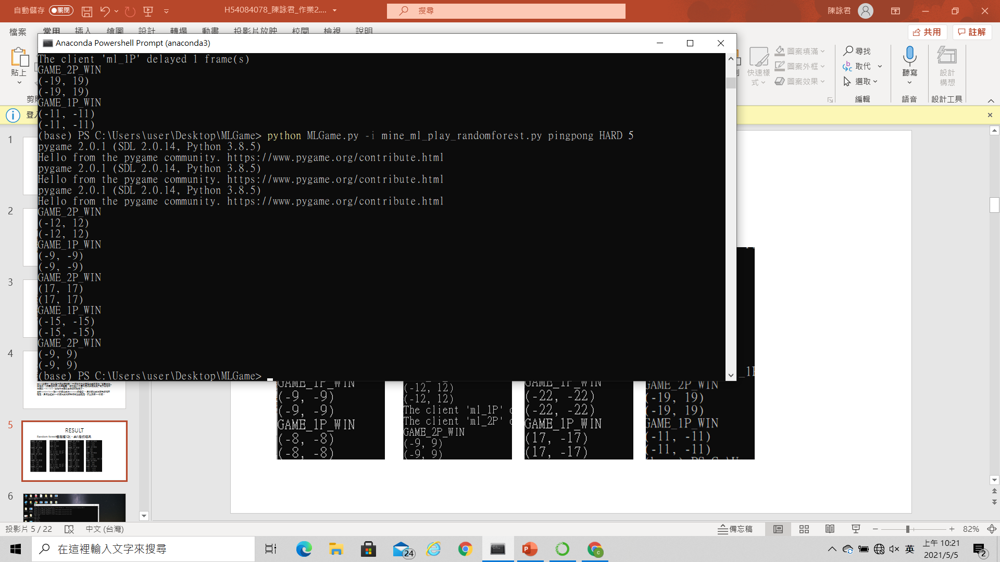 自動儲存 關閉
H54084078_陳詠君_作業2....
搜尋
陳詠君
檔案 常用 插入 繪圖 設計 轉場 動畫 投影片放映 校閱 檢視 說明
共用 註解
貼上
快速樣式
圖案填滿
圖案外框
圖案效果
尋找
取代
選取
編輯
聽寫
語音
設計構想
設計工具
Anaconda Powershell Prompt (anaconda3)
The client 'ml_1P' delayed 1 frame(s)
GAME_2P_WIN
(-19, 19)
(-19, 19)
GAME_1P_WIN
(-11, -11)
(-11, -11)
(base) PS C:\Users\user\Desktop\MLGame> python MLGame.py -i mine_ml_play_randomforest.py pingpong HARD 5
pygame 2.0.1 (SDL 2.0.14, Python 3.8.5)
Hello from the pygame community. https://www.pygame.org/contribute.html
pygame 2.0.1 (SDL 2.0.14, Python 3.8.5)
Hello from the pygame community. https://www.pygame.org/contribute.html
pygame 2.0.1 (SDL 2.0.14, Python 3.8.5)
Hello from the pygame community. https://www.pygame.org/contribute.html
GAME_2P_WIN
(-12, 12)
(-12, 12)
GAME_1P_WIN
(-9, -9)
(-9, -9)
GAME_2P_WIN
(17, 17)
(17, 17)
GAME_1P_WIN
(-15, -15)
(-15, -15)
GAME_2P_WIN
(-9, 9)
(-9, 9)
(base) PS C:\Users\user\Desktop\MLGame>
GAME_1P_WIN
(-9, -9)
(-9, -9)
GAME_1P_WIN
(-8, -8)
(-8, -8)
(-12, 12)
(-12, 12)
The client 'ml_1P'
The client 'ml_2P'
GAME_2P_WIN
(-9, 9)
(-9, 9)
GAME_1P_WIN
(-22, -22)
(-22, -22)
GAME_1P_WIN
(17, -17)
(17, -17)
GAME_2P_WIN
(-19, 19)
(-19, 19)
GAME_1P_WIN
(-11, -11)
(-11, -11)
1
2
3
4
5
RESULT
6
投影片 5 / 22 中文 (台灣)
備忘稿
82%
在這裡輸入文字來搜尋
24
英
上午 10:21
2021/5/5
2